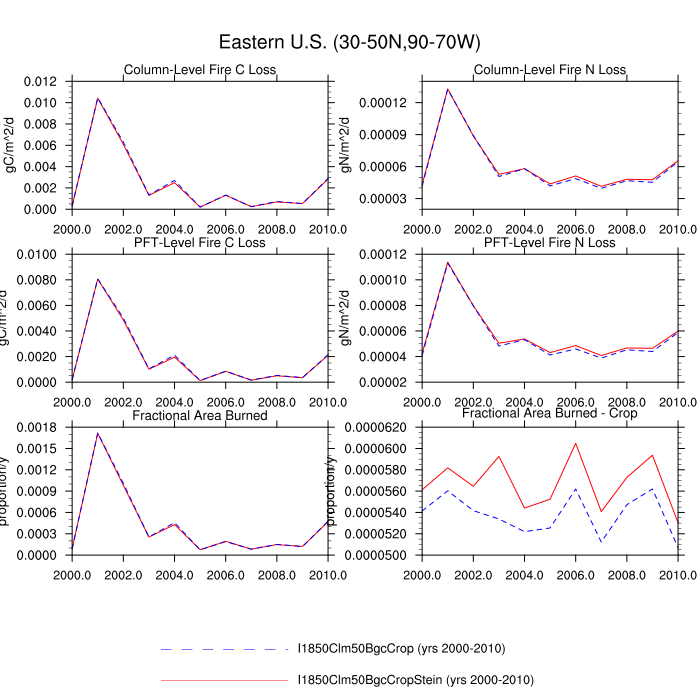 Eastern U.S. (30-50N,90-70W)
Column-Level Fire C Loss
gC/m^2/d
0.012
0.010
0.008
0.006
0.004
0.002
0.000
2000.0 2002.0 2004.0 2006.0 2008.0 2010.0
Column-Level Fire N Loss
gN/m^2/d
0.00012
0.00009
0.00006
0.00003
2000.0 2002.0 2004.0 2006.0 2008.0 2010.0
PFT-Level Fire C Loss
gC/m^2/d
0.0100
0.0080
0.0060
0.0040
0.0020
0.0000
2000.0 2002.0 2004.0 2006.0 2008.0 2010.0
PFT-Level Fire N Loss
gN/m^2/d
0.00012
0.00010
0.00008
0.00006
0.00004
0.00002
2000.0 2002.0 2004.0 2006.0 2008.0 2010.0
Fractional Area Burned
proportion/y
0.0018
0.0015
0.0012
0.0009
0.0006
0.0003
0.0000
2000.0 2002.0 2004.0 2006.0 2008.0 2010.0
Fractional Area Burned - Crop
proportion/y
0.0000620
0.0000600
0.0000580
0.0000560
0.0000540
0.0000520
0.0000500
2000.0 2002.0 2004.0 2006.0 2008.0 2010.0
I1850Clm50BgcCrop (yrs 2000-2010)
I1850Clm50BgcCropStein (yrs 2000-2010)